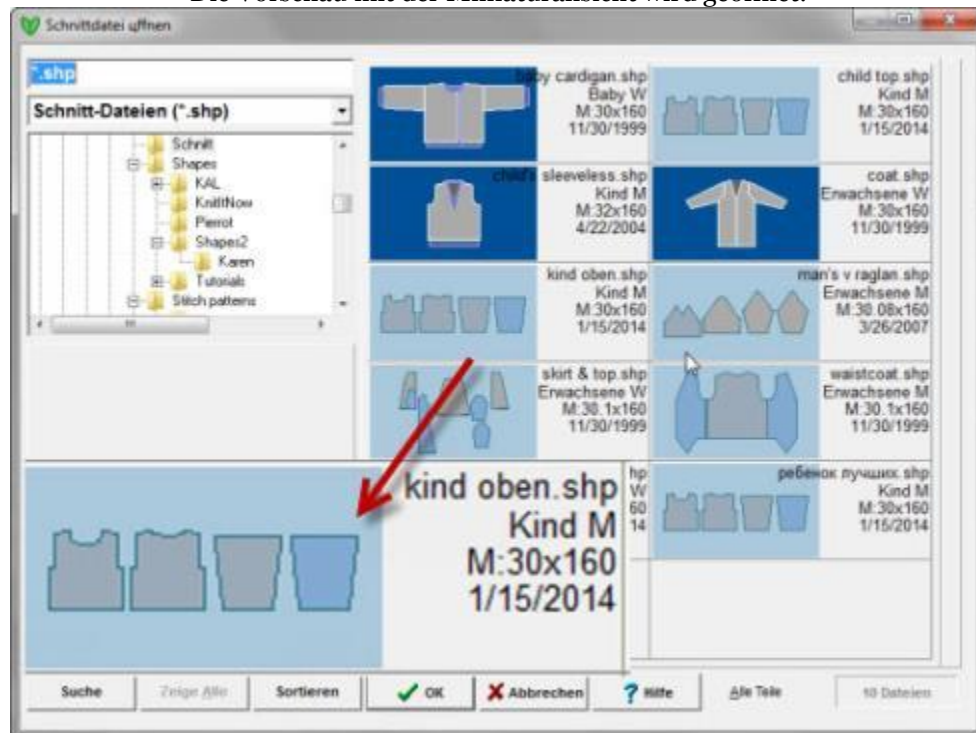 Die Vorschau mit der Miniaturansicht wird geöffnet.
Schnittdatei цffnen
*.shp
Schnitt-Dateien (*.shp)
Schnitt
Shapes
KAL
KnitItNow
Pierrot
Shapes2
Karen
Tutorials
Stitch patterns
baby cardigan.shp
Baby W
M:30x160
11/30/1999
child top.shp
Kind M
M:30x160
1/15/2014
child's sleeveless.shp
Kind M
M:32x160
4/22/2004
coat.shp
Erwachsene W
M:30x160
11/30/1999
kind oben.shp
Kind M
M:30x160
1/15/2014
man's v raglan.shp
Erwachsene M
M:30.08x160
3/26/2007
skirt & top.shp
Erwachsene W
M:30.1x160
11/30/1999
waistcoat.shp
Erwachsene M
M:30.1x160
11/30/1999
kind oben.shp
Kind M
M:30x160
1/15/2014
hp
W
60
14
ребенок лучших.shp
Kind M
M:30x160
1/15/2014
Suche
Zeige Alle
Sortieren
OK
Abbrechen
? Hilfe
Alle Teile
10 Dateien